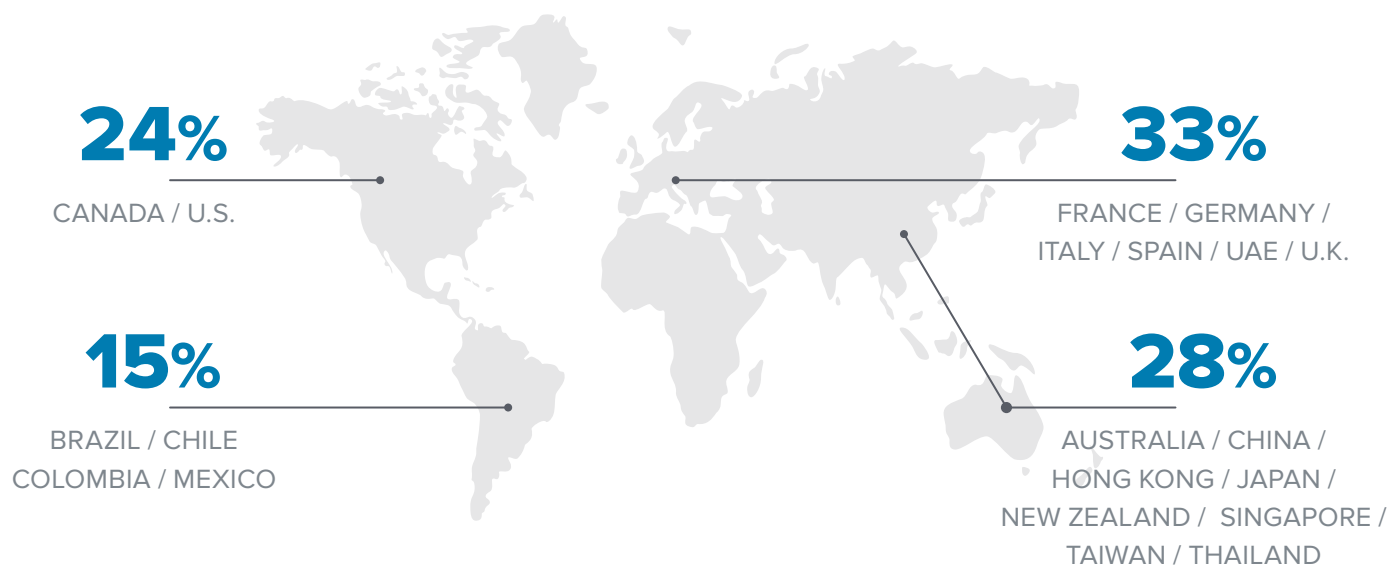 24%
CANADA / U.S.
33%
FRANCE / GERMANY /
ITALY / SPAIN / UAE / U.K.
15%
BRAZIL / CHILE
COLOMBIA / MEXICO
28%
AUSTRALIA / CHINA /
HONG KONG / JAPAN /
NEW ZEALAND / SINGAPORE /
TAIWAN / THAILAND